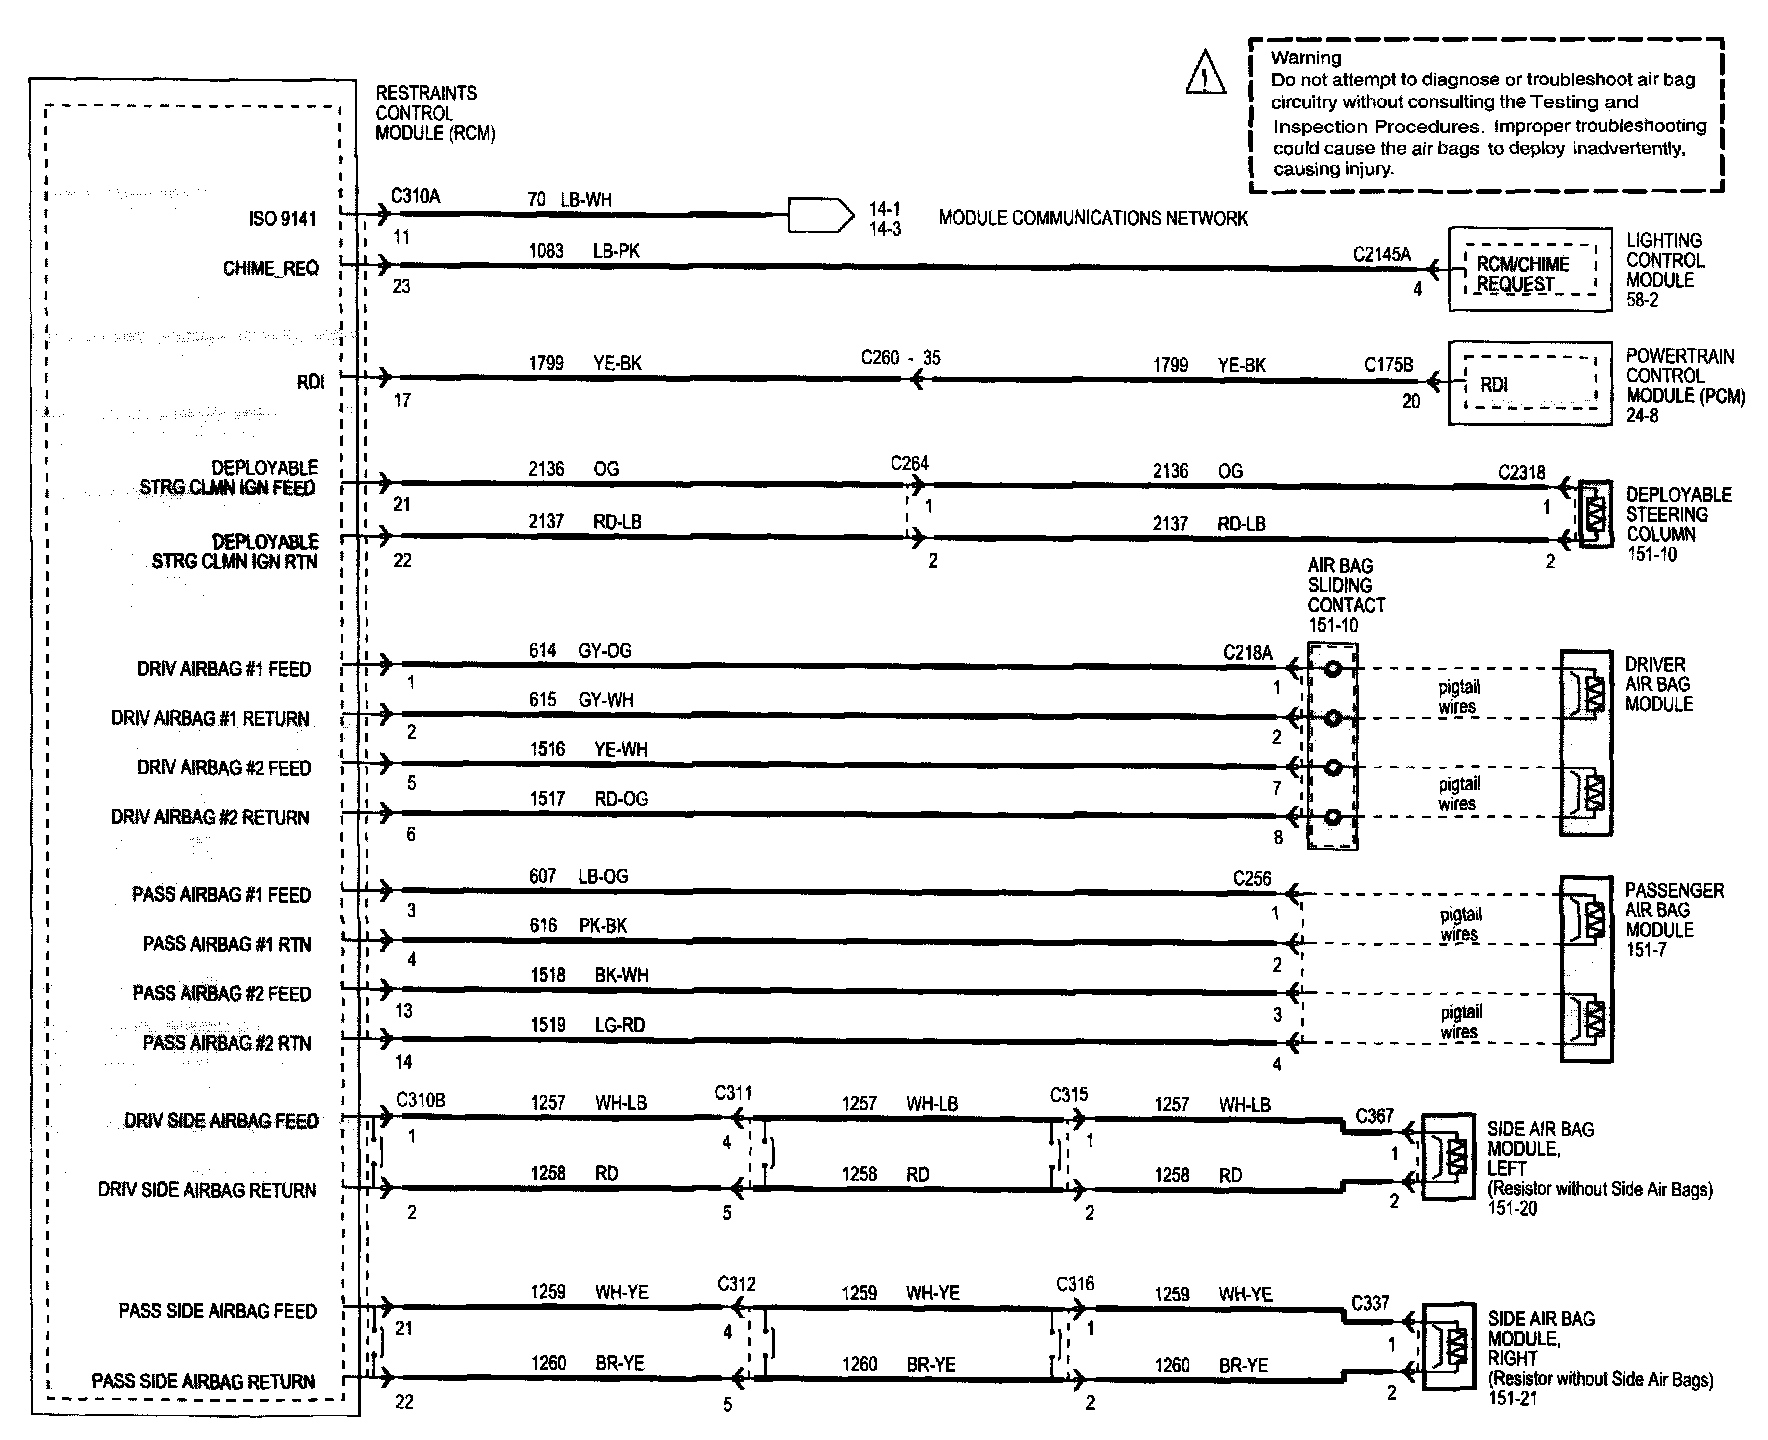 Warning
Do not attempt to diagnose or troubleshoot air bag
circuitry without consulting the Testing and
Inspection Procedures. Improper troubleshooting
could cause the air bags to deploy inadvertently,
causing injury.
!
RESTRAINTS
CONTROL
MODULE (RCM)
ISO 9141
C310A
11
70 LB-WH
14-1
14-3
MODULE COMMUNICATIONS NETWORK
CHIME_REQ
23
1083 LB-PK
C2145A
4
RCM/CHIME
REQUEST
LIGHTING
CONTROL
MODULE
58-2
RDI
17
1799 YE-BK
C260 - 35
1799 YE-BK
C175B
20
RDI
POWERTRAIN
CONTROL
MODULE (PCM)
24-8
DEPLOYABLE
STRG CLMN IGN FEED
21
2136 OG
C264
1
2136 OG
C2318
1
DEPLOYABLE
STRG CLMN IGN RTN
22
2137 RD-LB
2
2137 RD-LB
2
DEPLOYABLE
STEERING
COLUMN
151-10
AIR BAG
SLIDING
CONTACT
151-10
DRIV AIRBAG #1 FEED
1
614 GY-OG
C218A
1
DRIV AIRBAG #1 RETURN
2
615 GY-WH
2
pigtail
wires
DRIV AIRBAG #2 FEED
5
1516 YE-WH
7
DRIV AIRBAG #2 RETURN
6
1517 RD-OG
8
pigtail
wires
DRIVER
AIR BAG
MODULE
PASS AIRBAG #1 FEED
3
607 LB-OG
C256
1
PASS AIRBAG #1 RTN
4
616 PK-BK
2
pigtail
wires
PASS AIRBAG #2 FEED
13
1518 BK-WH
3
PASS AIRBAG #2 RTN
14
1519 LG-RD
4
pigtail
wires
PASSENGER
AIR BAG
MODULE
151-7
DRIV SIDE AIRBAG FEED
C310B
1
1257 WH-LB
C311
4
1257 WH-LB
C315
1
1257 WH-LB
C367
1
DRIV SIDE AIRBAG RETURN
2
1258 RD
5
1258 RD
2
1258 RD
2
SIDE AIR BAG
MODULE,
LEFT
(Resistor without Side Air Bags)
151-20
PASS SIDE AIRBAG FEED
21
1259 WH-YE
C312
4
1259 WH-YE
C316
1
1259 WH-YE
C337
1
PASS SIDE AIRBAG RETURN
22
1260 BR-YE
5
1260 BR-YE
2
1260 BR-YE
2
SIDE AIR BAG
MODULE,
RIGHT
(Resistor without Side Air Bags)
151-21